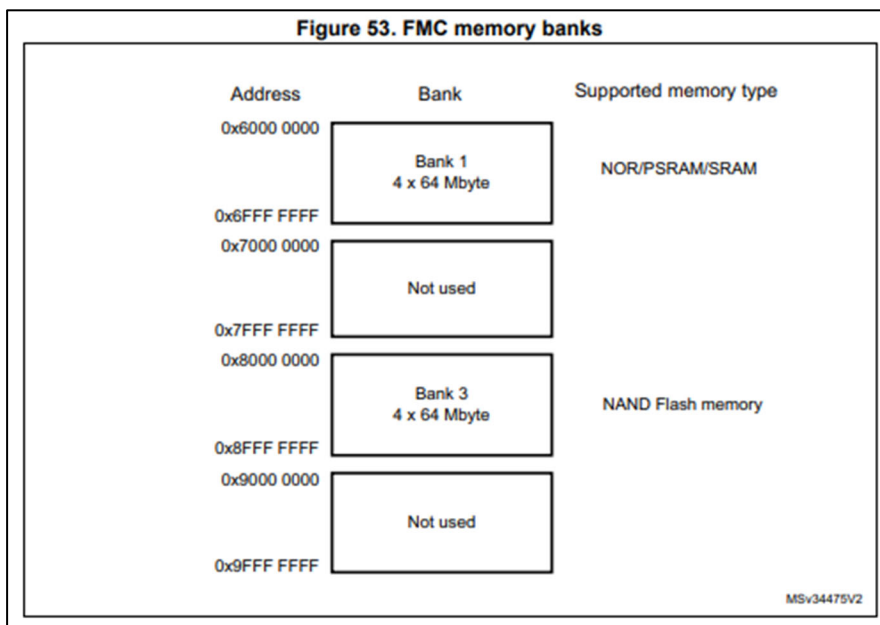 Figure 53. FMC memory banks
Address Bank Supported memory type
0x6000 0000
Bank 1
4 x 64 Mbyte
NOR/PSRAM/SRAM
0x6FFF FFFF
0x7000 0000
Not used
0x7FFF FFFF
0x8000 0000
Bank 3
4 x 64 Mbyte
NAND Flash memory
0x8FFF FFFF
0x9000 0000
Not used
0x9FFF FFFF
MSv34475V2